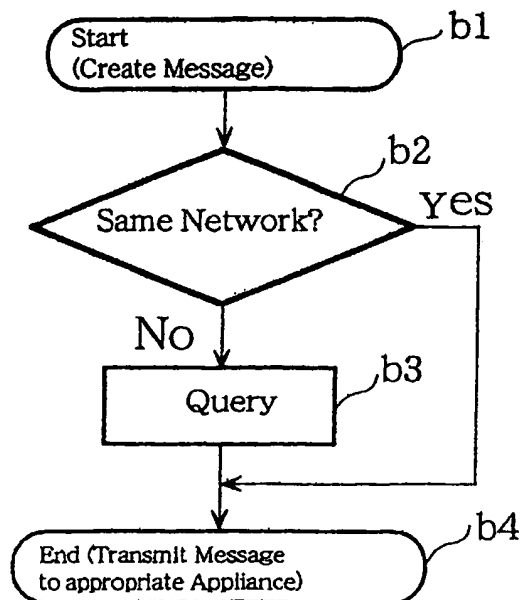 Start
(Create Message)
b1
b2
Same Network?
Yes
No
b3
Query
b4
End (Transmit Message
to appropriate Appliance)